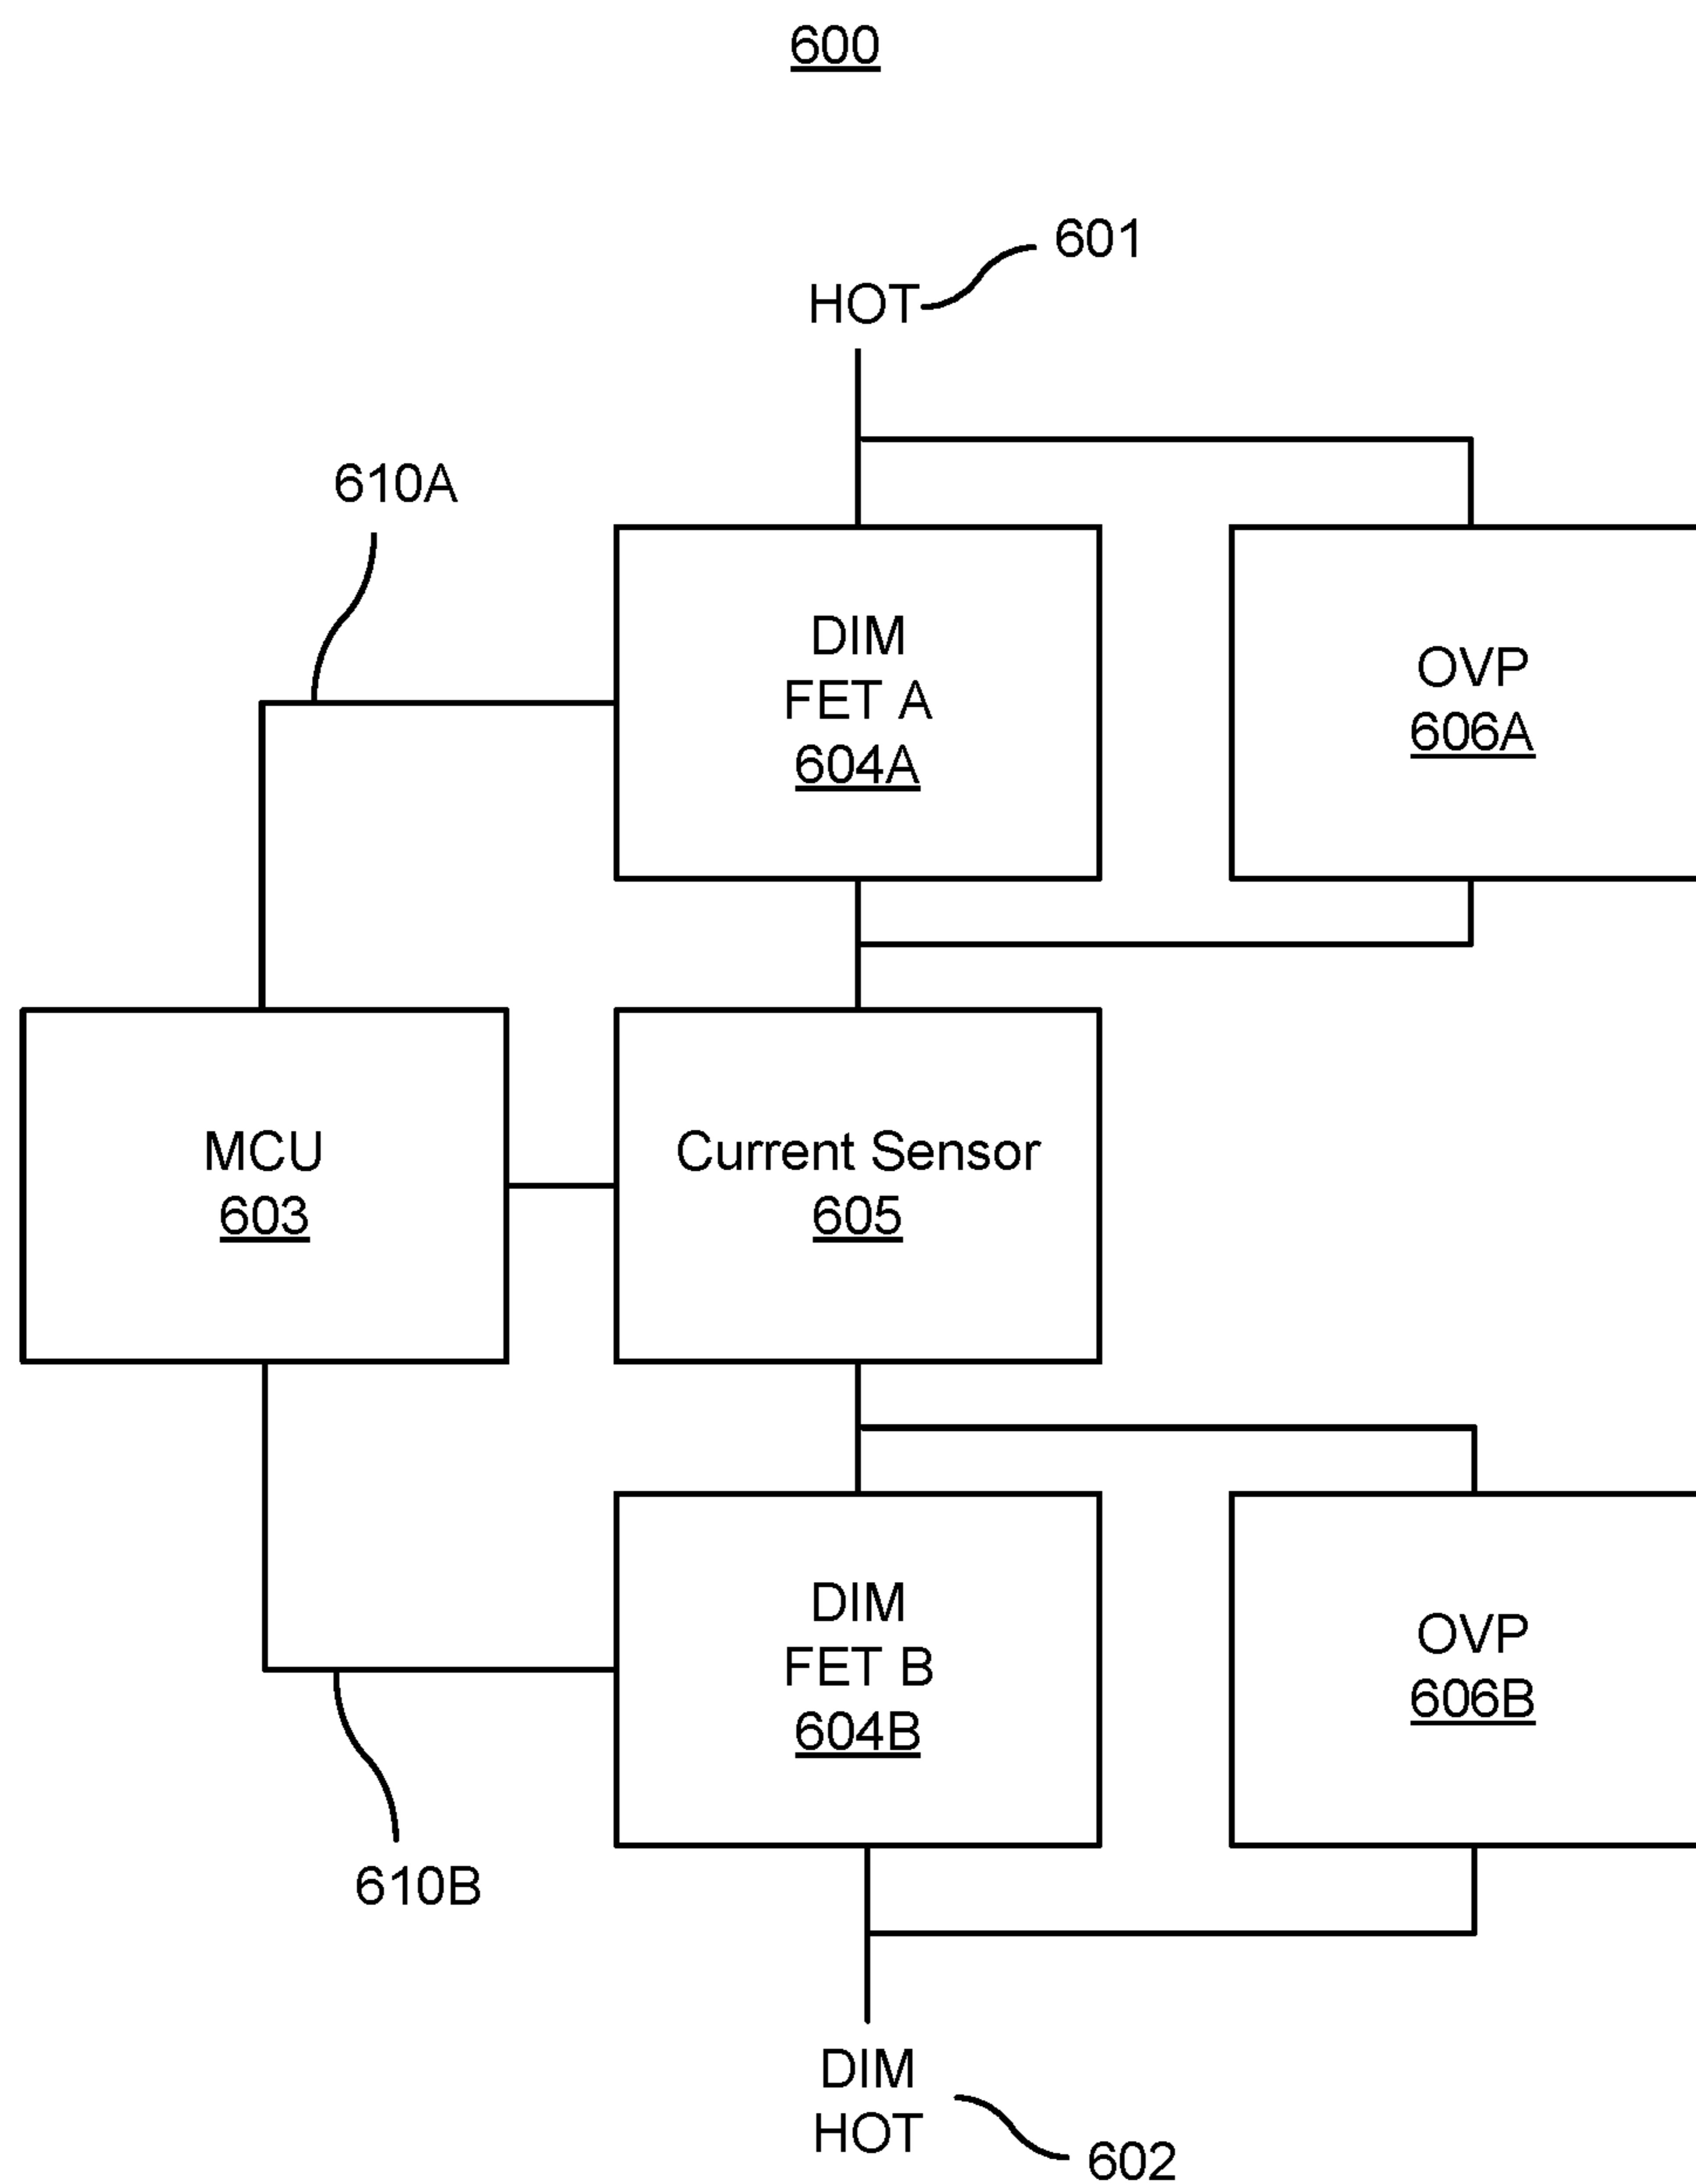 600
601
HOT
610A
DIM
FET A
604A
OVP
606A
MCU
603
Current Sensor
605
DIM
FET B
604B
OVP
606B
610B
DIM
HOT
602